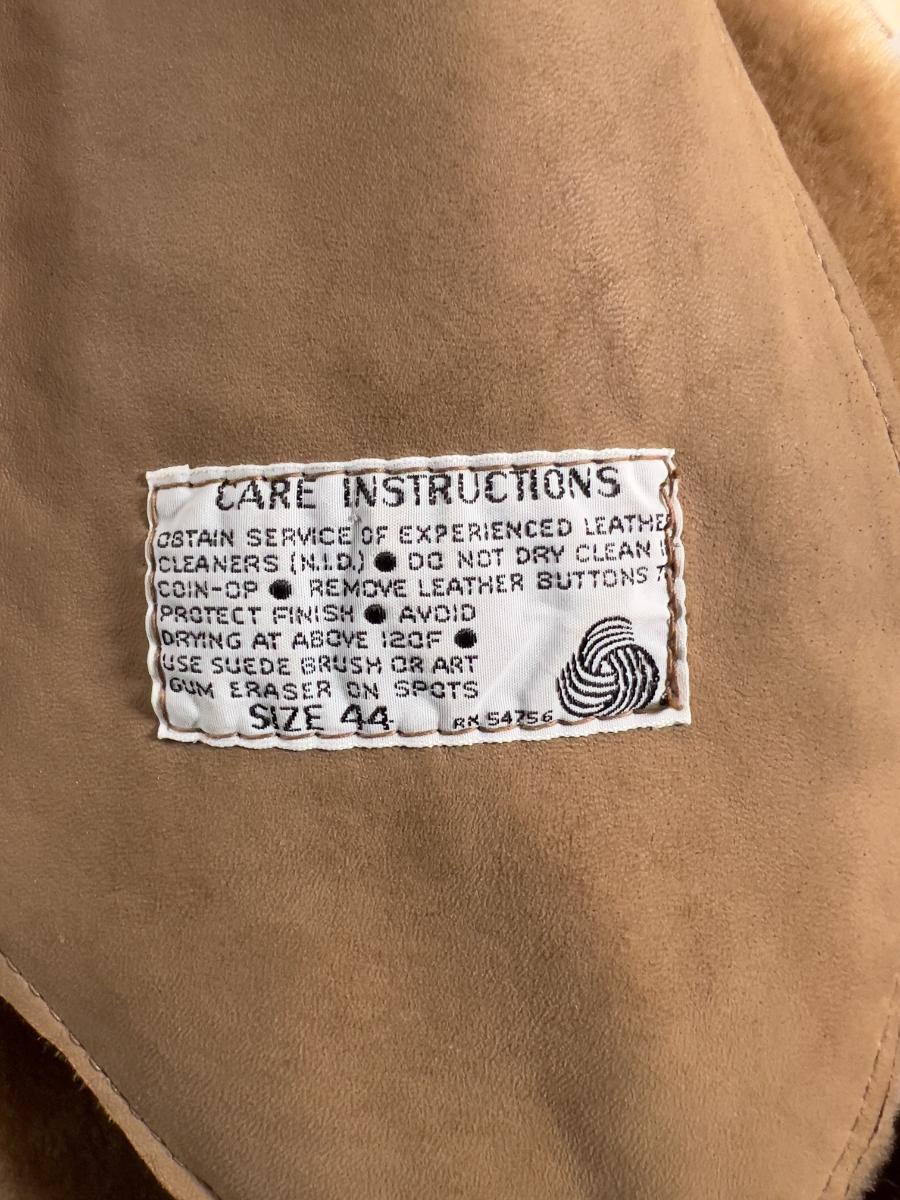 CARE INSTRUCTIONS
OBTAIN SERVICE OF EXPERIENCED LEATHE
CLEANERS (N.I.D.) ● DO NOT DRY CLEAN
COIN-OP ● REMOVE LEATHER BUTTONS T
PROTECT FINISH ● AVOID
DRYING AT ABOVE 120F ●
USE SUEDE BRUSH OR ART
GUM ERASER ON SPOTS
SIZE 44 RN 54756